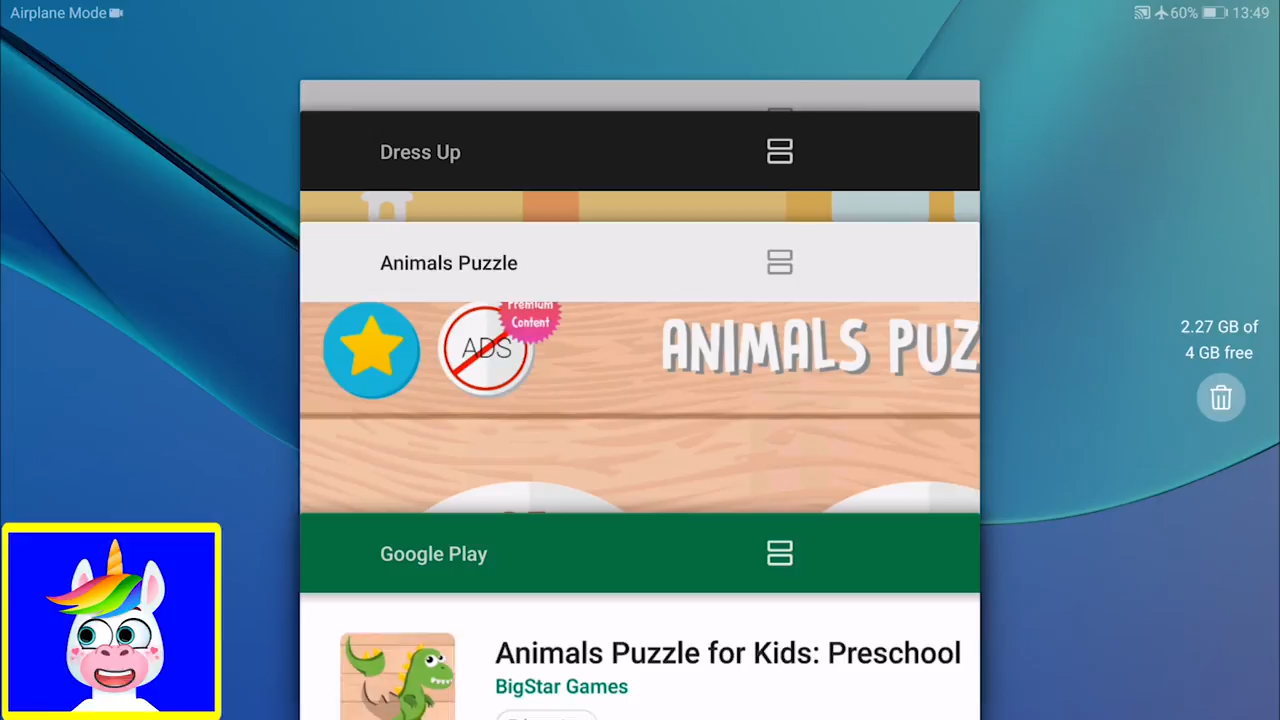 Airplane Mode
60%
13:49
Dress Up
Animals Puzzle
Premium
Content
ADS
ANIMALS PUZ
2.27 GB of
4 GB free
Google Play
Animals Puzzle for Kids: Preschool
BigStar Games